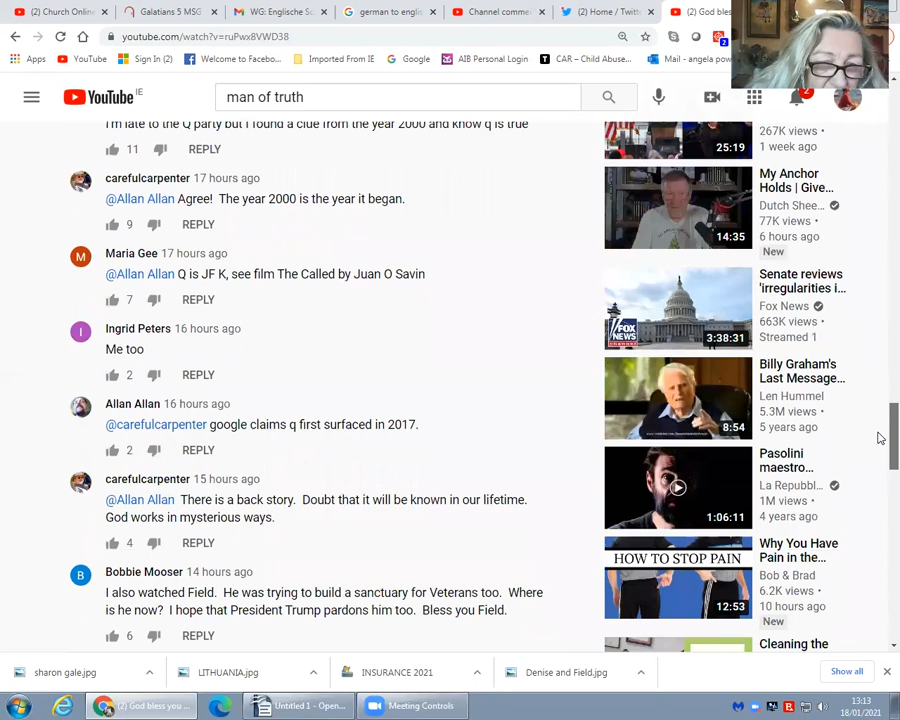 (2) Church Online
Galatians 5 MSG
WG: Englische Sc
german to englis
Channel comme
(2) Home / Twitt
(2) God bles
youtube.com/watch?v=ruPwx8VWD38
2
Apps
YouTube
Sign In (2)
Welcome to Facebo...
Imported From IE
Google
AIB Personal Login
CAR – Child Abuse...
Mail - angela pow
YouTube IE
man of truth
2
I'm late to the Q party but I found a clue from the year 2000 and know q is true
11 REPLY
carefulcarpenter 17 hours ago
@Allan Allan Agree! The year 2000 is the year it began.
9 REPLY
Maria Gee 17 hours ago
M
@Allan Allan Q is JF K, see film The Called by Juan O Savin
7 REPLY
Ingrid Peters 16 hours ago
I
Me too
2 REPLY
Allan Allan 16 hours ago
@carefulcarpenter google claims q first surfaced in 2017.
2 REPLY
carefulcarpenter 15 hours ago
@Allan Allan There is a back story. Doubt that it will be known in our lifetime.
God works in mysterious ways.
4 REPLY
Bobbie Mooser 14 hours ago
B
I also watched Field. He was trying to build a sanctuary for Veterans too. Where
is he now? I hope that President Trump pardons him too. Bless you Field.
6 REPLY
25:19
267K views •
1 week ago
My Anchor
Holds | Give...
Dutch Shee...
77K views •
6 hours ago
New
14:35
Senate reviews
'irregularities i...
Fox News
663K views •
Streamed 1
FOX
NEWS
channel
3:38:31
Billy Graham's
Last Message...
Len Hummel
5.3M views •
5 years ago
8:54
Pasolini
maestro...
La Repubbl...
1M views •
4 years ago
1:06:11
Why You Have
Pain in the...
Bob & Brad
6.2K views •
10 hours ago
New
HOW TO STOP PAIN
12:53
Cleaning the
sharon gale.jpg
LITHUANIA.jpg
INSURANCE 2021
Denise and Field.jpg
Show all
(2) God bless you ...
Untitled 1 - Open...
Meeting Controls
13:13
18/01/2021